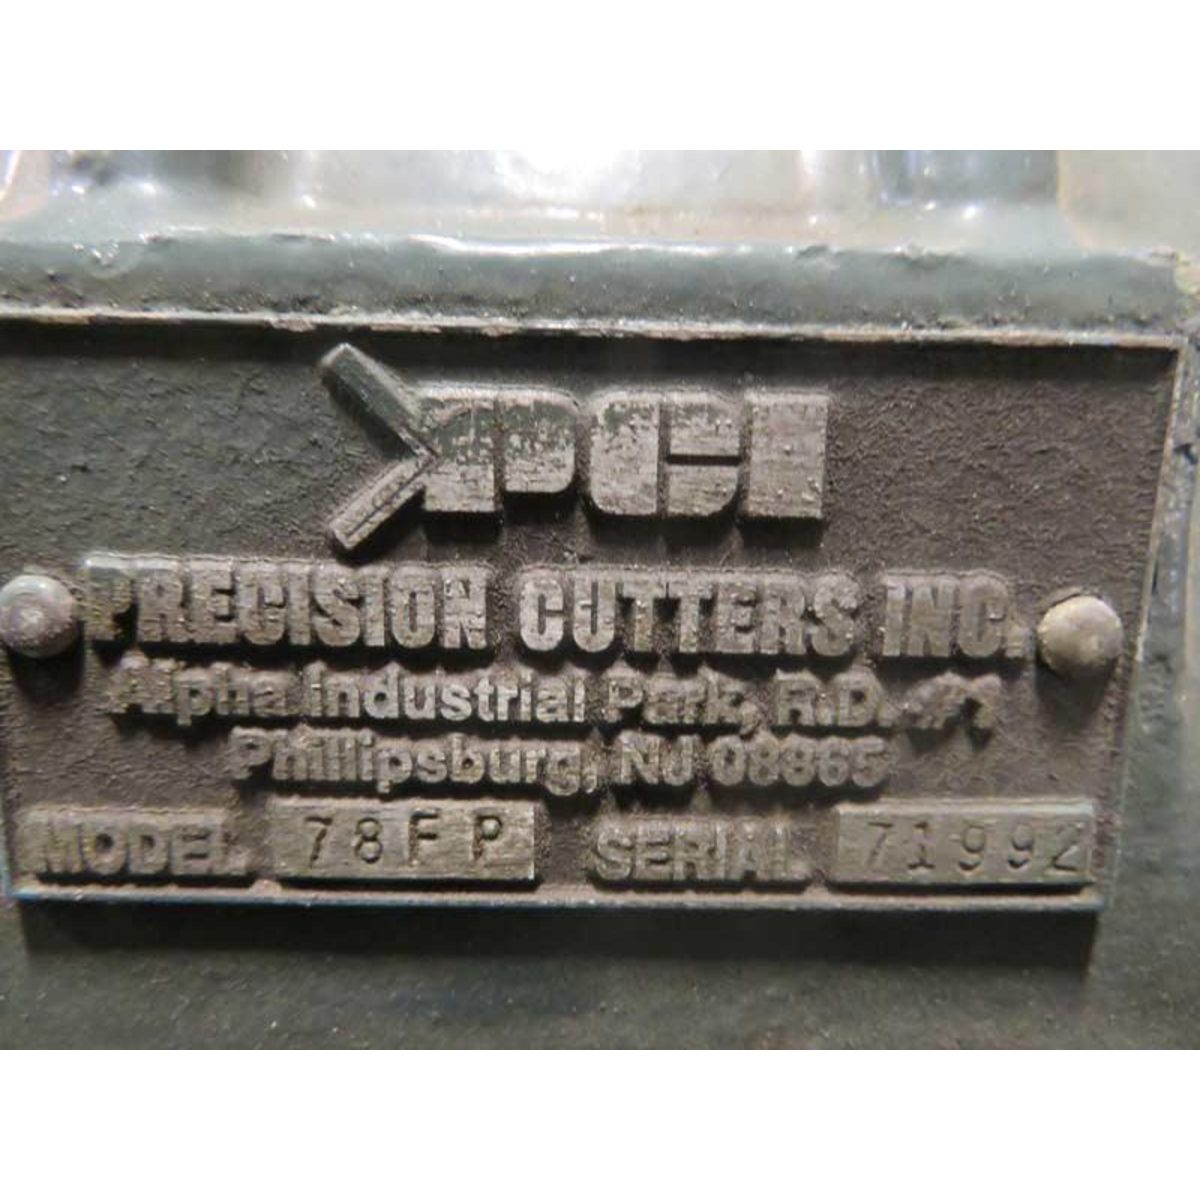 PCI
PRECISION CUTTERS INC.
Alpha Industrial Park, R.D. #1
Phillipsburg, NJ 08865
MODEL 78FP SERIAL 71992